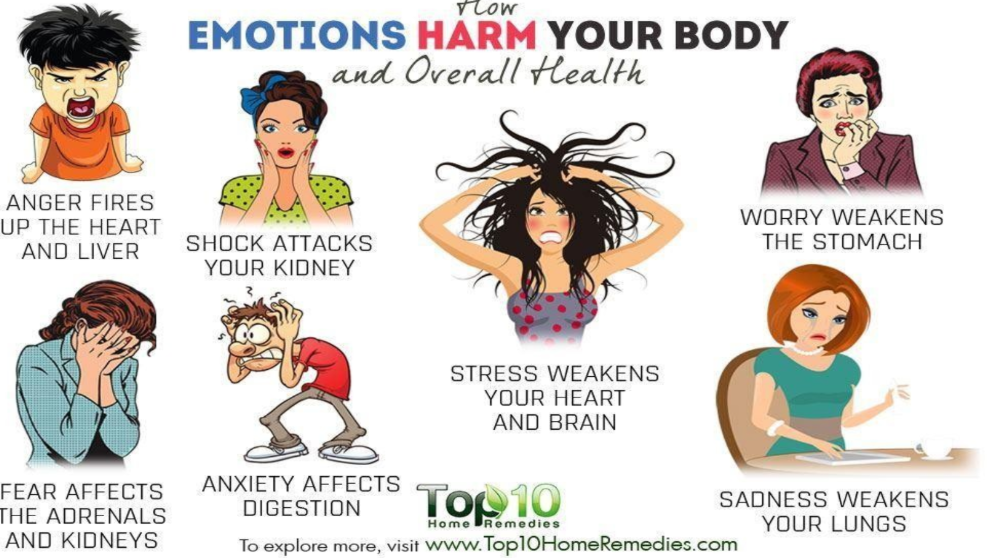 How
EMOTIONS HARM YOUR BODY
and Overall Health
ANGER FIRES
UP THE HEART
AND LIVER
SHOCK ATTACKS
YOUR KIDNEY
STRESS WEAKENS
YOUR HEART
AND BRAIN
WORRY WEAKENS
THE STOMACH
FEAR AFFECTS
THE ADRENALS
AND KIDNEYS
ANXIETY AFFECTS
DIGESTION
SADNESS WEAKENS
YOUR LUNGS
Top10
Home Remedies
To explore more, visit www.Top10HomeRemedies.com